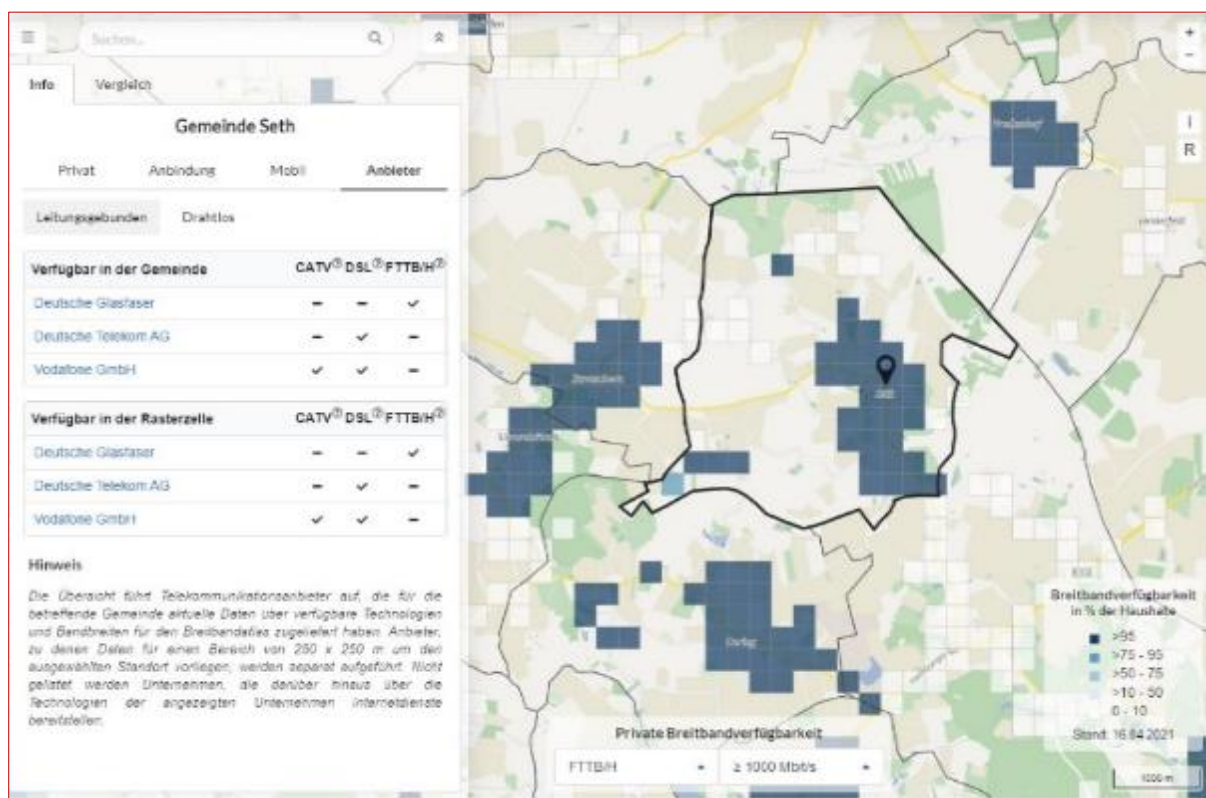 Suchen...
Info Vergleich
Gemeinde Seth
Privat Anbindung Mobil Anbieter
Leitungsgebunden Drahtlos
Verfügbar in der Gemeinde CATV DSL FTTB/H
Deutsche Glasfaser – – ✓
Deutsche Telekom AG – ✓ –
Vodafone GmbH ✓ ✓ –
Verfügbar in der Rasterzelle CATV DSL FTTB/H
Deutsche Glasfaser – – ✓
Deutsche Telekom AG – ✓ –
Vodafone GmbH ✓ ✓ –
Hinweis
Die Übersicht führt Telekommunikationsanbieter auf, die für die
betreffende Gemeinde aktuelle Daten über verfügbare Technologien
und Bandbreiten für den Breitbandatlas zugeliefert haben. Anbieter,
zu denen Daten für einen Bereich von 250 x 250 m um den
ausgewählten Standort vorliegen, werden separat aufgeführt. Nicht
gelistet werden Unternehmen, die darüber hinaus über die
Technologien der angezeigten Unternehmen Internetdienste
bereitstellen.
+
−
I
R
Seth
Breitbandverfügbarkeit
in % der Haushalte
>95
>75 - 95
>50 - 75
>10 - 50
0 - 10
Stand: 16.04.2021
Private Breitbandverfügbarkeit
FTTB/H ≥ 1000 Mbit/s
1000 m